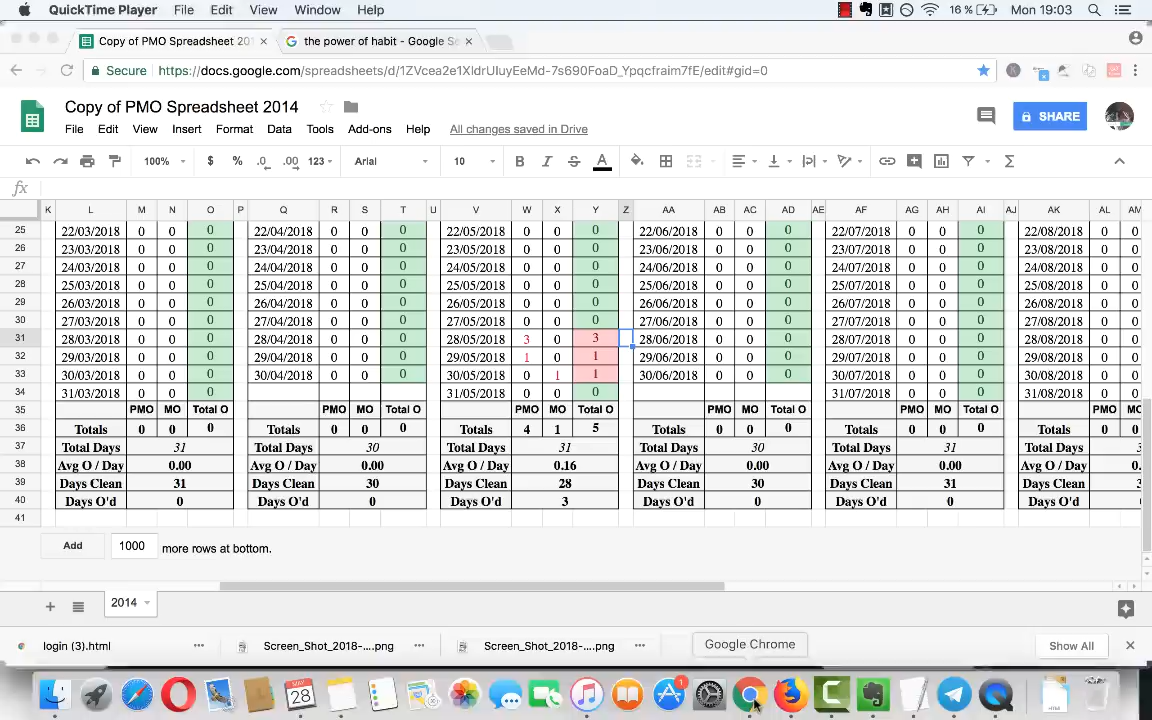 QuickTime Player File Edit View Window Help 16 % Mon 19:03
Copy of PMO Spreadsheet 20 × the power of habit - Google Se ×
Secure https://docs.google.com/spreadsheets/d/1ZVcea2e1XldrUluyEeMd-7s690FoaD_Ypqcfraim7fE/edit#gid=0
Copy of PMO Spreadsheet 2014
File Edit View Insert Format Data Tools Add-ons Help All changes saved in Drive SHARE
100% $ % .0 .00 123 Arial 10 B I S A
fx
K L M N O P Q R S T U V W X Y Z AA AB AC AD AE AF AG AH AI AJ AK AL AM
25 22/03/2018 0 0 0 22/04/2018 0 0 0 22/05/2018 0 0 0 22/06/2018 0 0 0 22/07/2018 0 0 0 22/08/2018 0 0
26 23/03/2018 0 0 0 23/04/2018 0 0 0 23/05/2018 0 0 0 23/06/2018 0 0 0 23/07/2018 0 0 0 23/08/2018 0 0
27 24/03/2018 0 0 0 24/04/2018 0 0 0 24/05/2018 0 0 0 24/06/2018 0 0 0 24/07/2018 0 0 0 24/08/2018 0 0
28 25/03/2018 0 0 0 25/04/2018 0 0 0 25/05/2018 0 0 0 25/06/2018 0 0 0 25/07/2018 0 0 0 25/08/2018 0 0
29 26/03/2018 0 0 0 26/04/2018 0 0 0 26/05/2018 0 0 0 26/06/2018 0 0 0 26/07/2018 0 0 0 26/08/2018 0 0
30 27/03/2018 0 0 0 27/04/2018 0 0 0 27/05/2018 0 0 0 27/06/2018 0 0 0 27/07/2018 0 0 0 27/08/2018 0 0
31 28/03/2018 0 0 0 28/04/2018 0 0 0 28/05/2018 3 0 3 28/06/2018 0 0 0 28/07/2018 0 0 0 28/08/2018 0 0
32 29/03/2018 0 0 0 29/04/2018 0 0 0 29/05/2018 1 0 1 29/06/2018 0 0 0 29/07/2018 0 0 0 29/08/2018 0 0
33 30/03/2018 0 0 0 30/04/2018 0 0 0 30/05/2018 0 1 1 30/06/2018 0 0 0 30/07/2018 0 0 0 30/08/2018 0 0
34 31/03/2018 0 0 0 31/05/2018 0 0 0 31/07/2018 0 0 0 31/08/2018 0 0
35 PMO MO Total O PMO MO Total O PMO MO Total O PMO MO Total O PMO MO Total O PMO MO
36 Totals 0 0 0 Totals 0 0 0 Totals 4 1 5 Totals 0 0 0 Totals 0 0 0 Totals 0 0
37 Total Days 31 Total Days 30 Total Days 31 Total Days 30 Total Days 31 Total Days 3
38 Avg O / Day 0.00 Avg O / Day 0.00 Avg O / Day 0.16 Avg O / Day 0.00 Avg O / Day 0.00 Avg O / Day 0.
39 Days Clean 31 Days Clean 30 Days Clean 28 Days Clean 30 Days Clean 31 Days Clean 3
40 Days O'd 0 Days O'd 0 Days O'd 3 Days O'd 0 Days O'd 0 Days O'd
41
Add 1000 more rows at bottom.
2014
login (3).html Screen_Shot_2018-....png Screen_Shot_2018-....png Google Chrome Show All
MAY 28 1